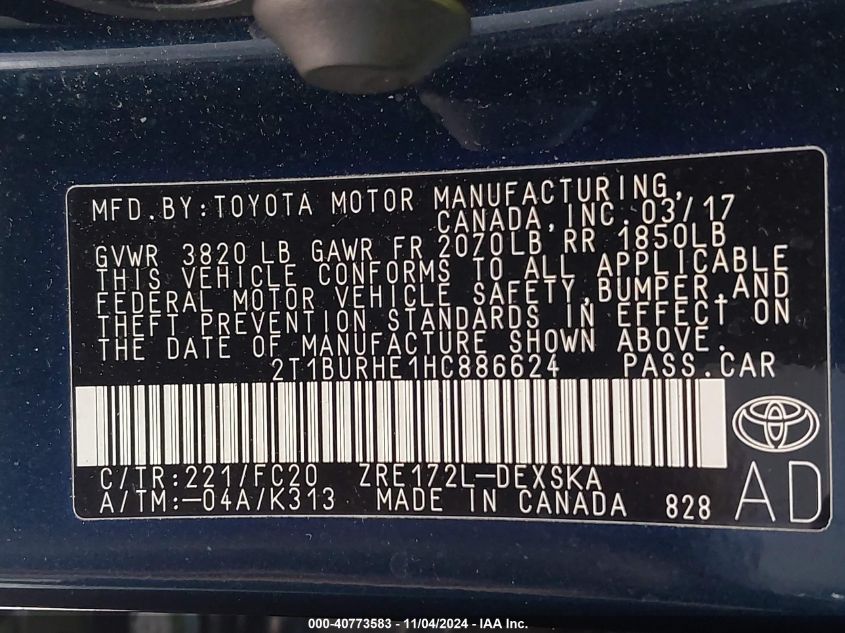 MFD.BY:TOYOTA MOTOR MANUFACTURING,
CANADA,INC. 03/17
GVWR 3820 LB GAWR FR 2070LB RR 1850LB
THIS VEHICLE CONFORMS TO ALL APPLICABLE
FEDERAL MOTOR VEHICLE SAFETY,BUMPER,AND
THEFT PREVENTION STANDARDS IN EFFECT ON
THE DATE OF MANUFACTURE SHOWN ABOVE.
2T1BURHE1HC886624 PASS.CAR
C/TR:221/FC20 ZRE172L-DEXSKA
A/TM:-04A/K313 MADE IN CANADA 828 AD
000-40773583 - 11/04/2024 - IAA Inc.